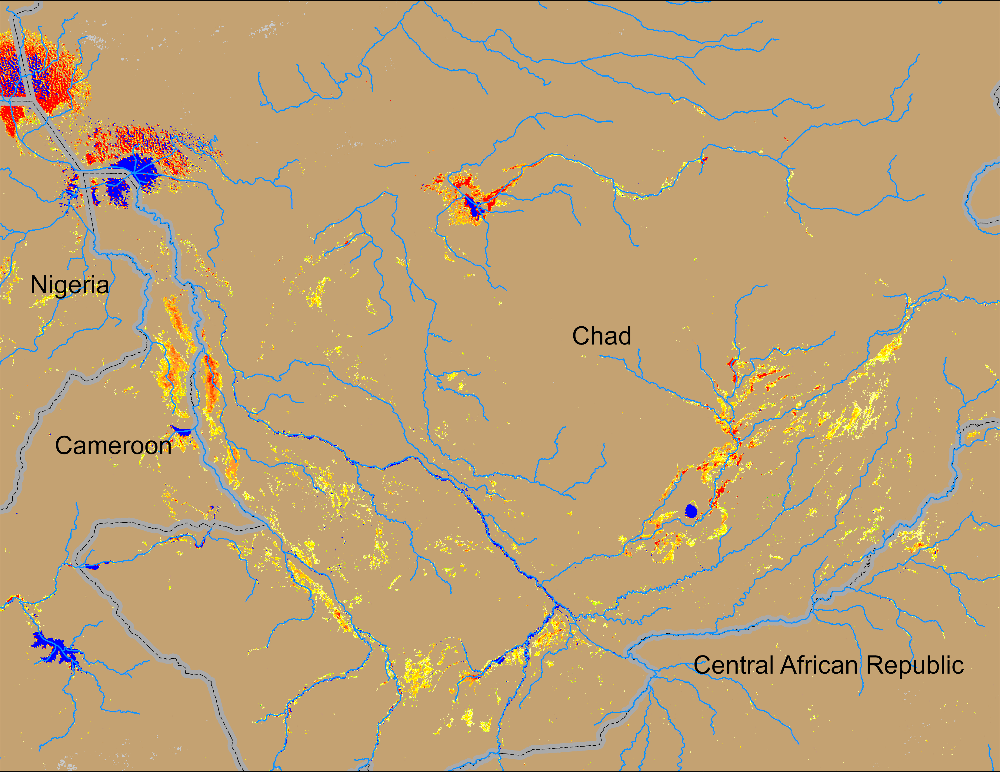 Nigeria
Chad
Cameroon
Central African Republic